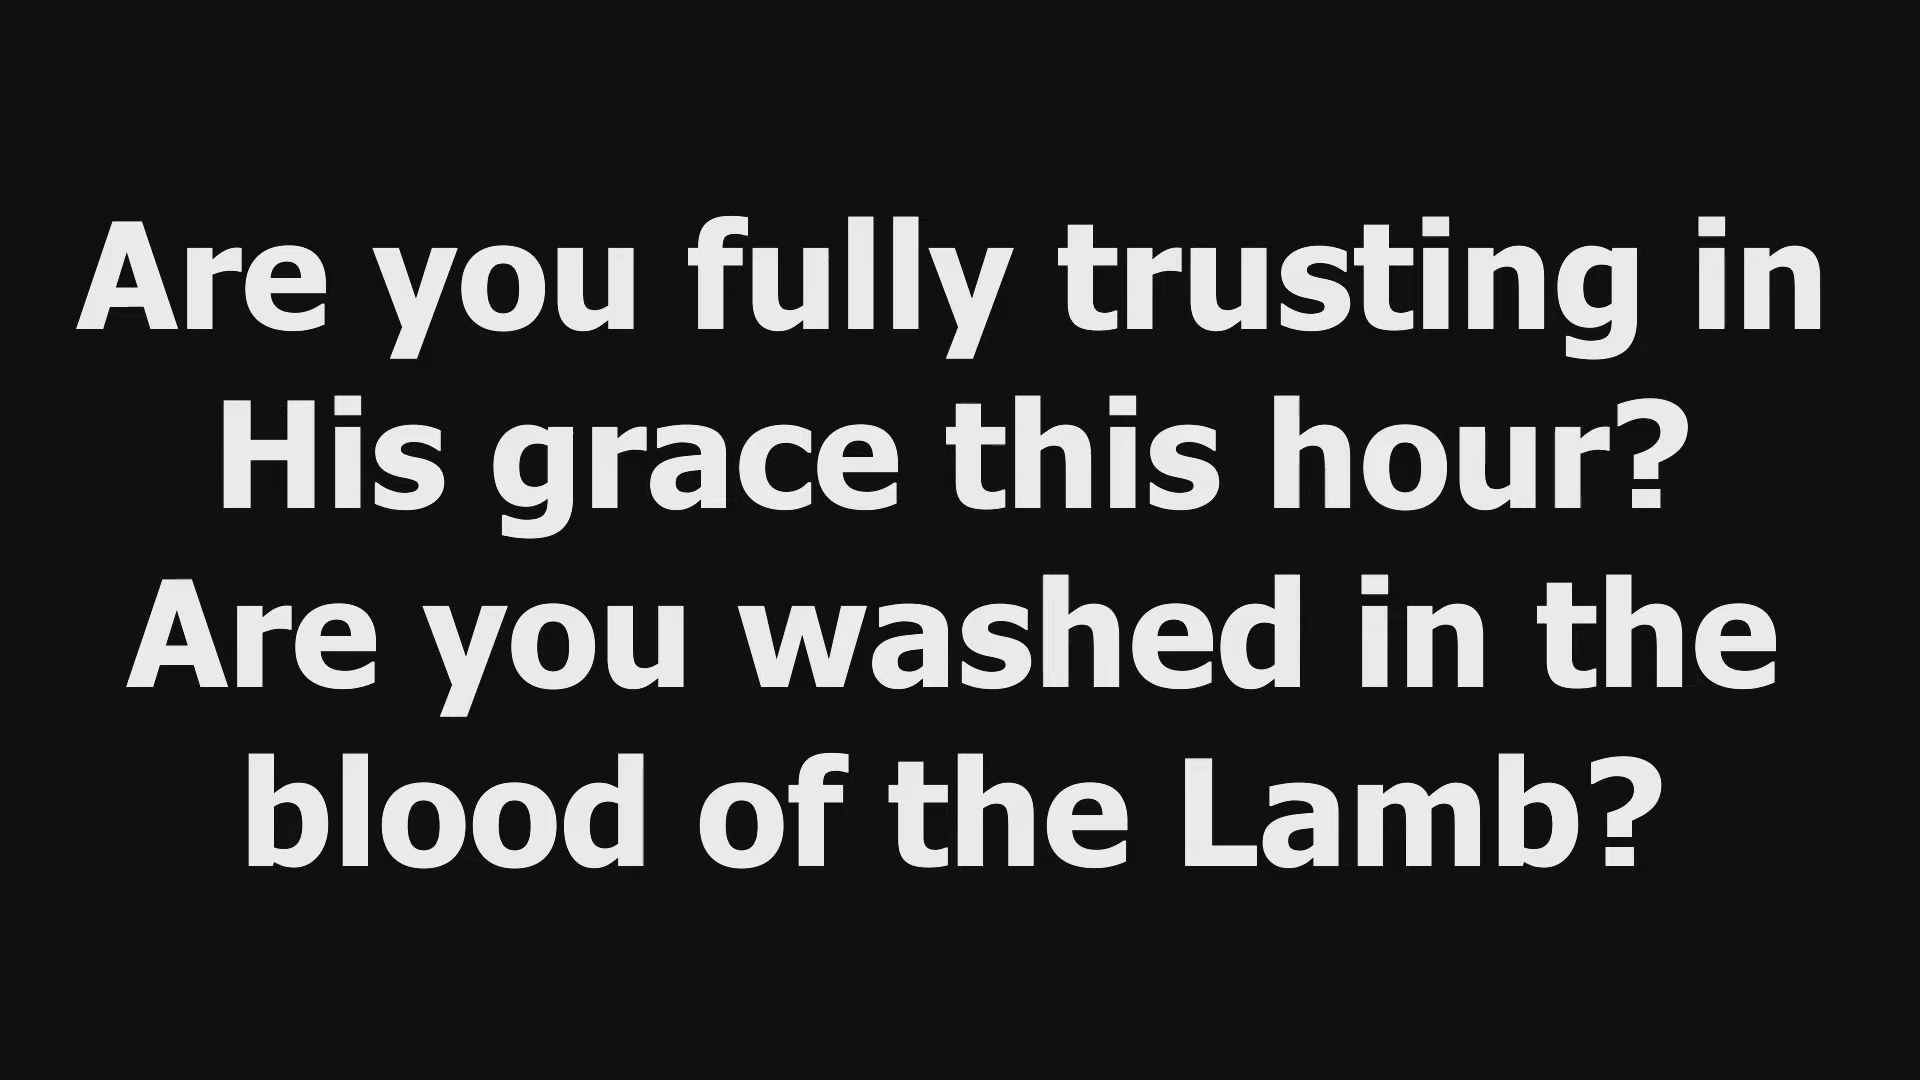 Are you fully trusting in
His grace this hour?
Are you washed in the
blood of the Lamb?